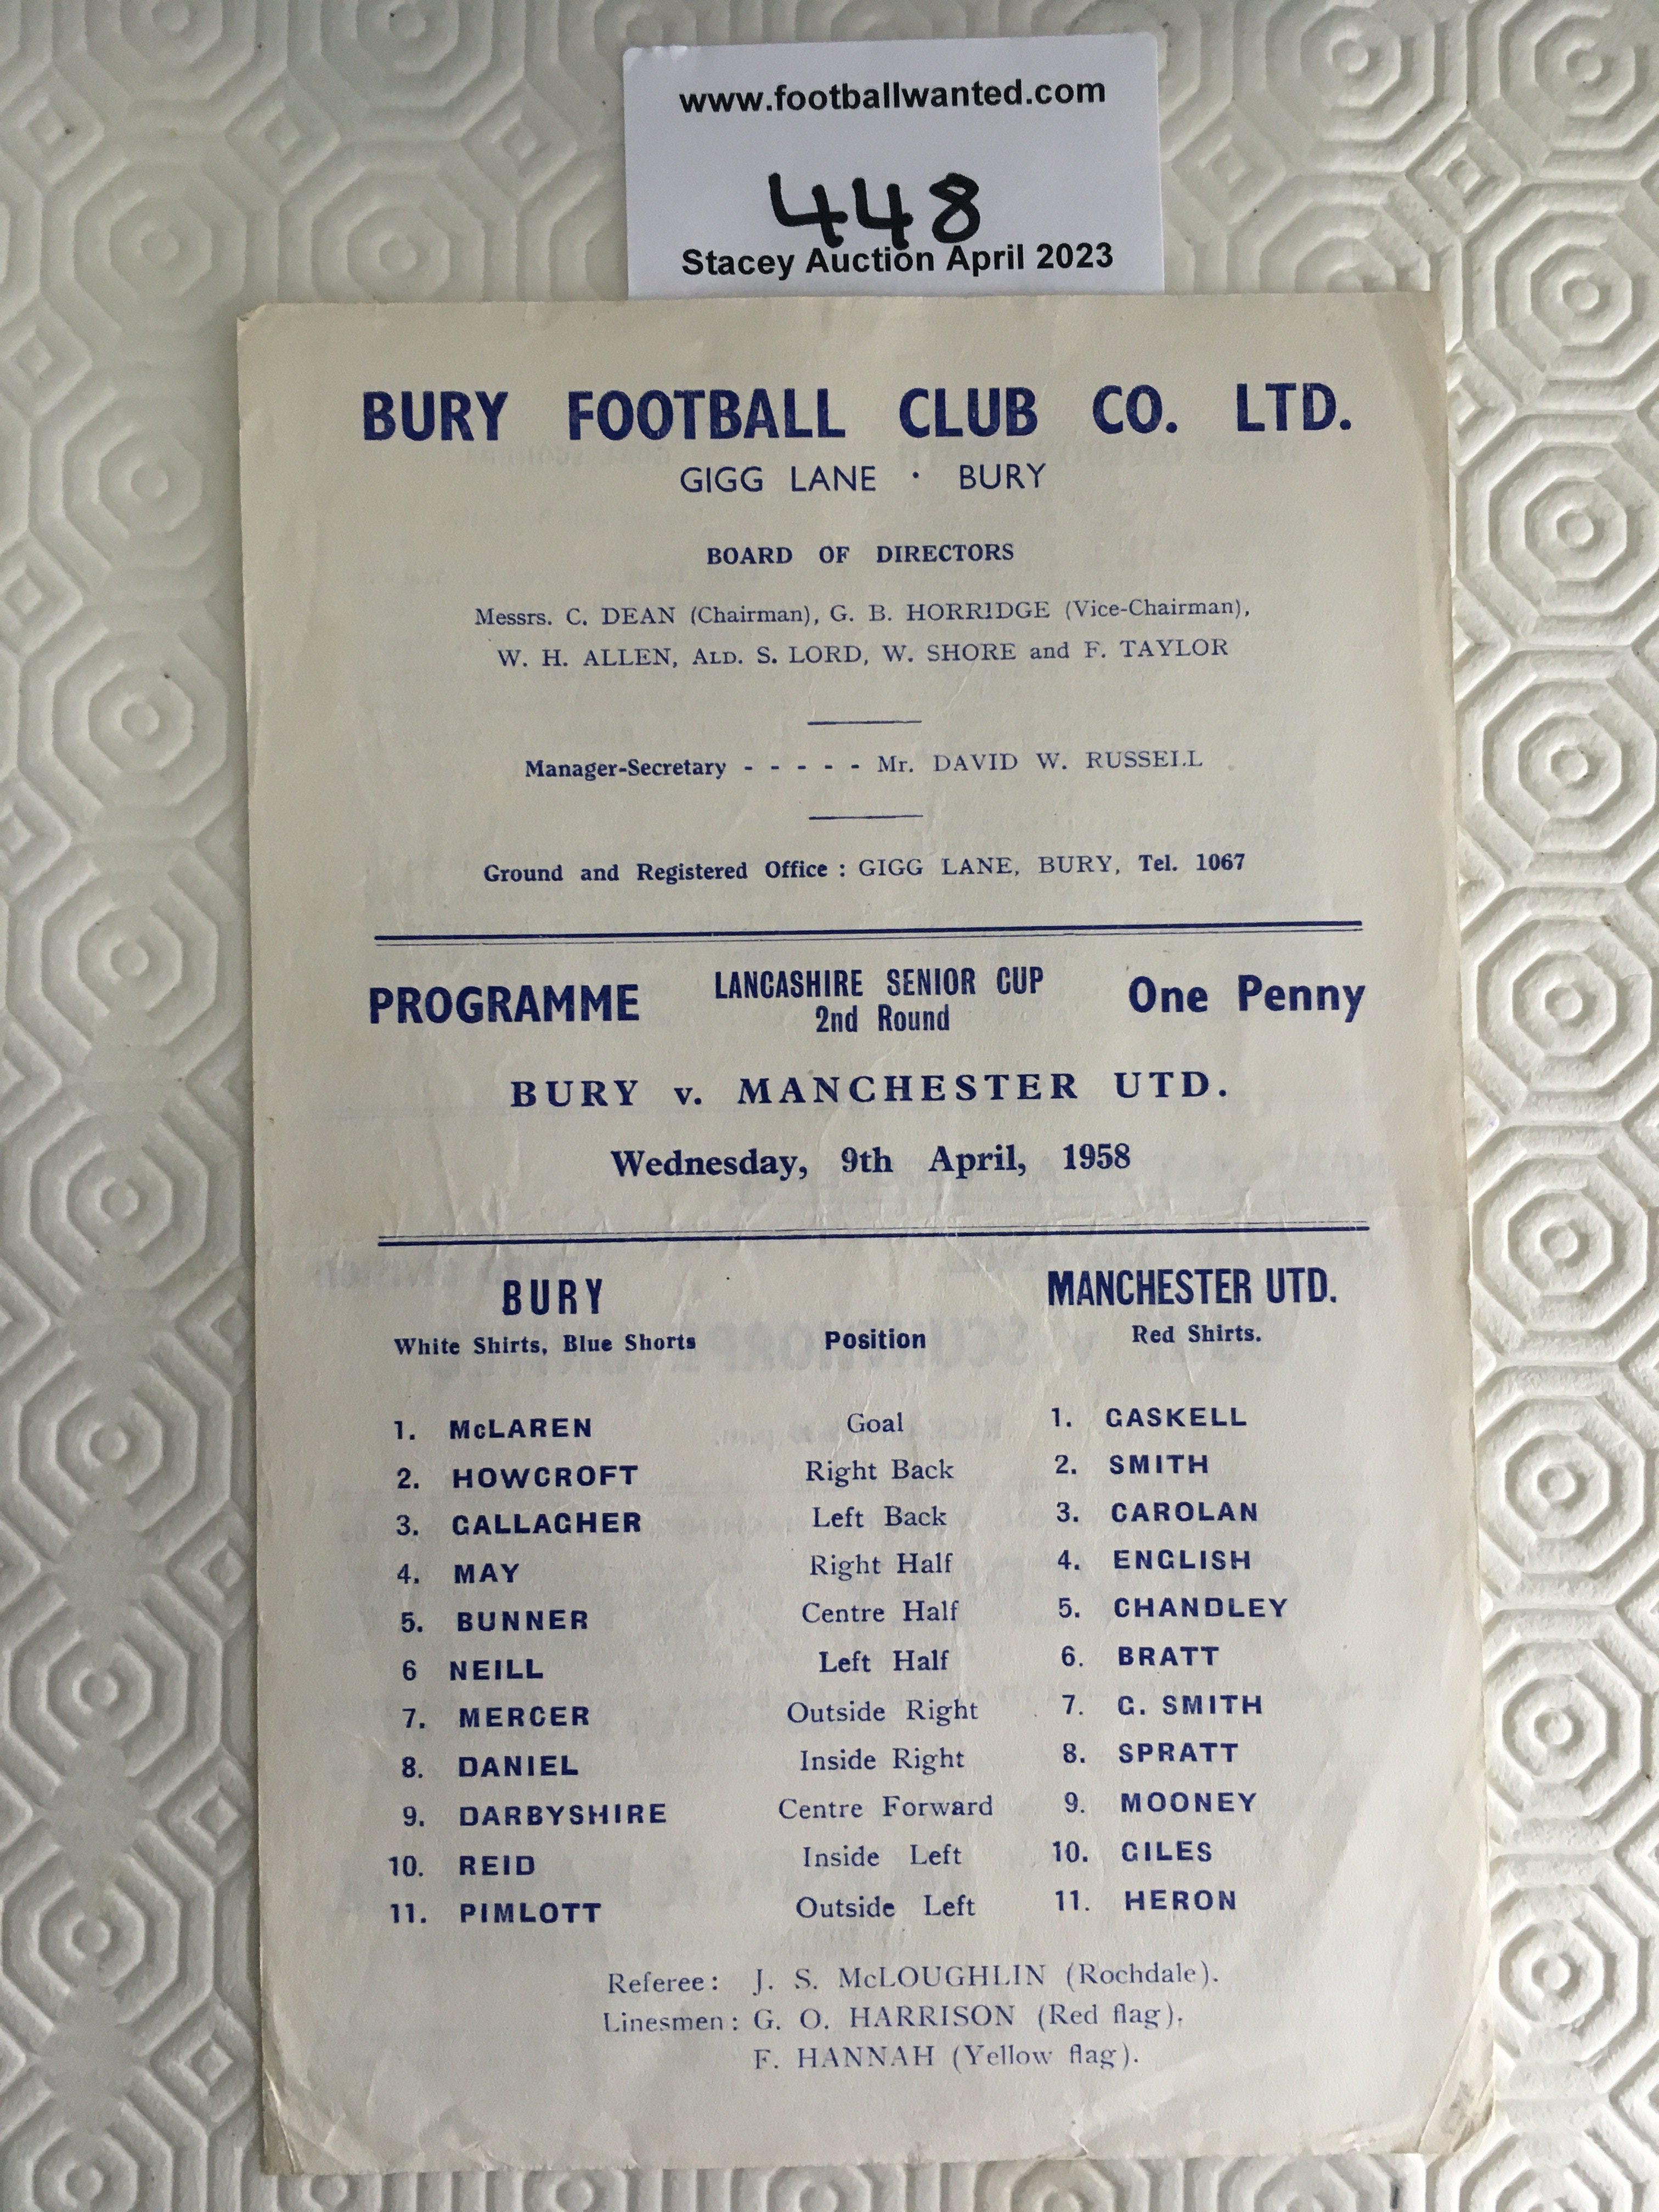 www.footballwanted.com
448
Stacey Auction April 2023
BURY FOOTBALL CLUB CO. LTD.
GIGG LANE · BURY
BOARD OF DIRECTORS
Messrs. C. DEAN (Chairman), G. B. HORRIDGE (Vice-Chairman),
W. H. ALLEN, ALD. S. LORD, W. SHORE and F. TAYLOR
Manager-Secretary - - - - - Mr. DAVID W. RUSSELL
Ground and Registered Office : GIGG LANE, BURY, Tel. 1067
PROGRAMME LANCASHIRE SENIOR CUP One Penny
2nd Round
BURY v. MANCHESTER UTD.
Wednesday, 9th April, 1958
BURY MANCHESTER UTD.
White Shirts, Blue Shorts Position Red Shirts.
1. McLAREN Goal 1. GASKELL
2. HOWCROFT Right Back 2. SMITH
3. GALLAGHER Left Back 3. CAROLAN
4. MAY Right Half 4. ENGLISH
5. BUNNER Centre Half 5. CHANDLEY
6 NEILL Left Half 6. BRATT
7. MERCER Outside Right 7. G. SMITH
8. DANIEL Inside Right 8. SPRATT
9. DARBYSHIRE Centre Forward 9. MOONEY
10. REID Inside Left 10. GILES
11. PIMLOTT Outside Left 11. HERON
Referee : J. S. McLOUGHLIN (Rochdale).
Linesmen : G. O. HARRISON (Red flag).
F. HANNAH (Yellow flag).